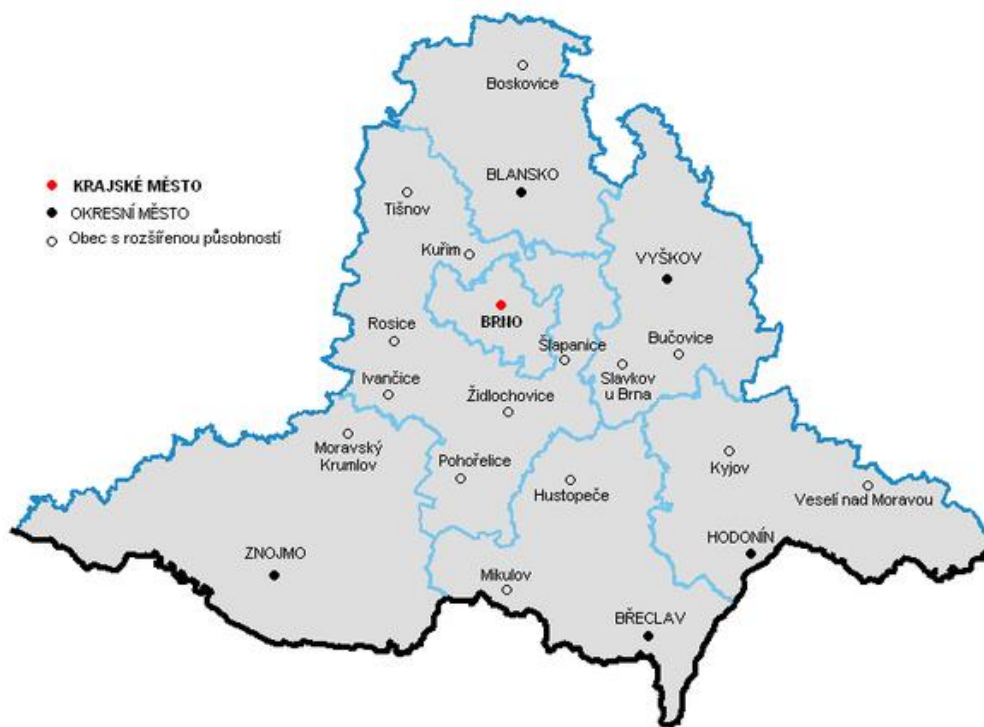 Boskovice
KRAJSKÉ MĚSTO
OKRESNÍ MĚSTO
Obec s rozšířenou působností
BLANSKO
Tišnov
Kuřim
VYŠKOV
BRNO
Rosice
Šlapanice
Bučovice
Slavkov
u Brna
Ivančice
Židlochovice
Moravský
Krumlov
Pohořelice
Hustopeče
Kyjov
Veselí nad Moravou
ZNOJMO
HODONÍN
Mikulov
BŘECLAV